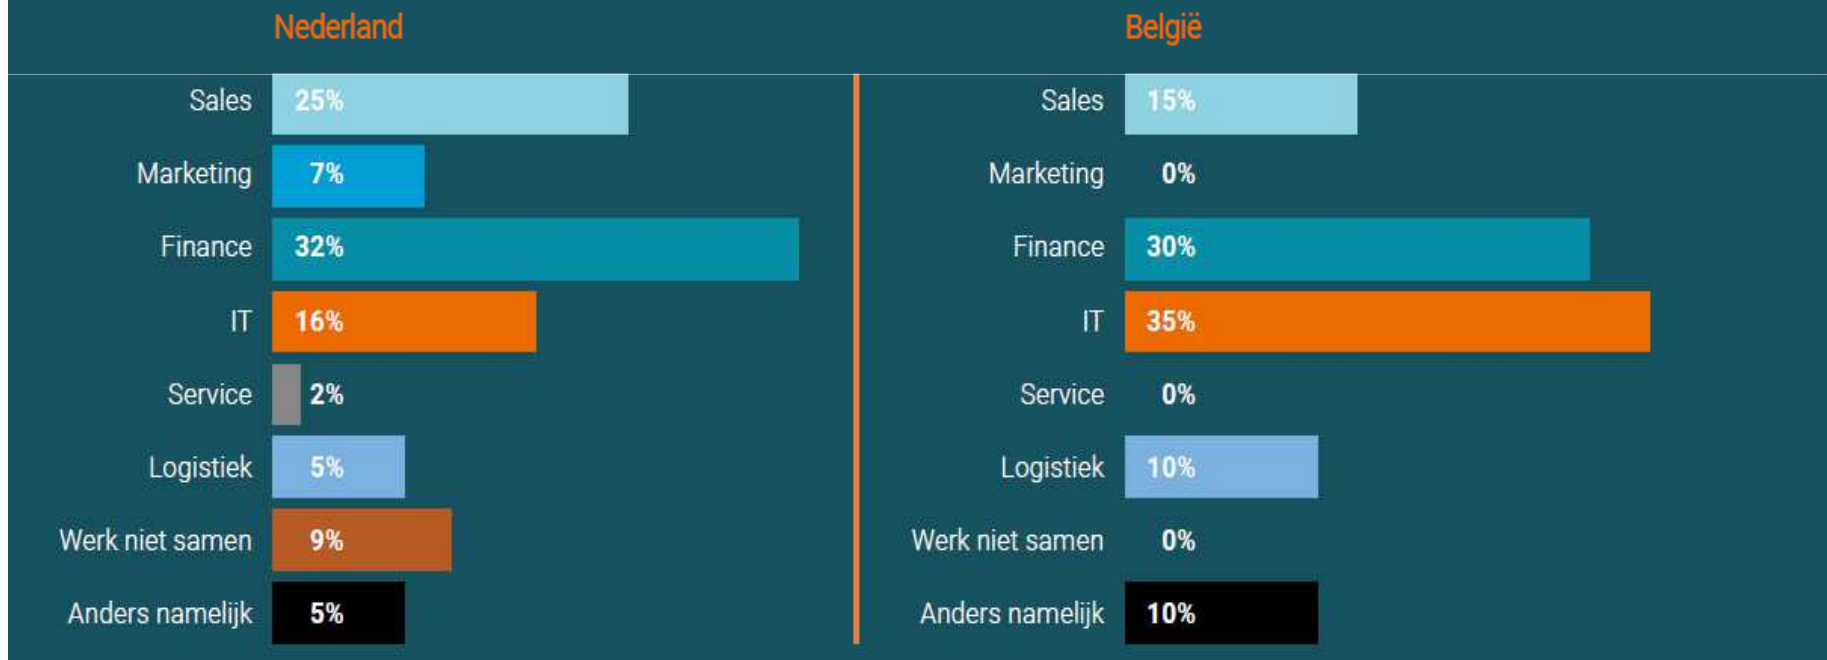 Nederland België
Sales 25% Sales 15%
Marketing 7% Marketing 0%
Finance 32% Finance 30%
IT 16% IT 35%
Service 2% Service 0%
Logistiek 5% Logistiek 10%
Werk niet samen 9% Werk niet samen 0%
Anders namelijk 5% Anders namelijk 10%